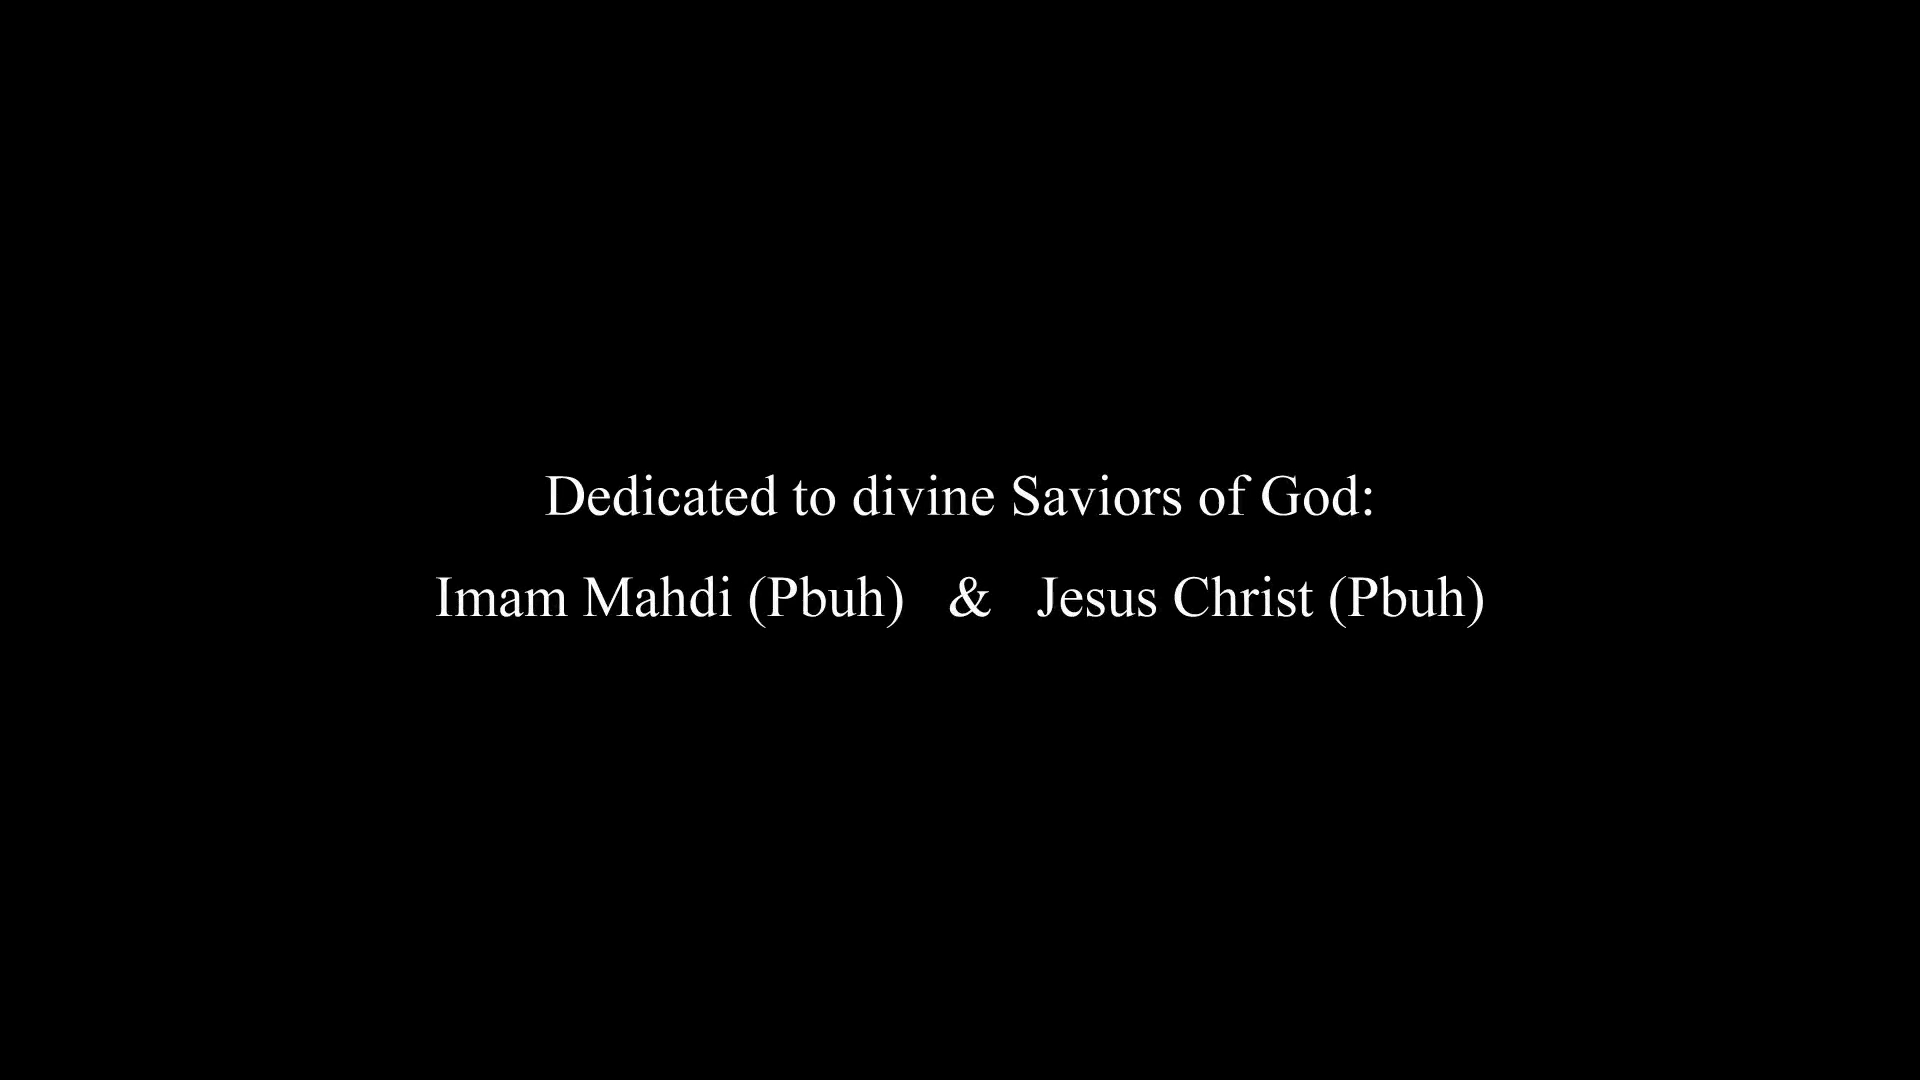 Dedicated to divine Saviors of God:
Imam Mahdi (Pbuh) & Jesus Christ (Pbuh)